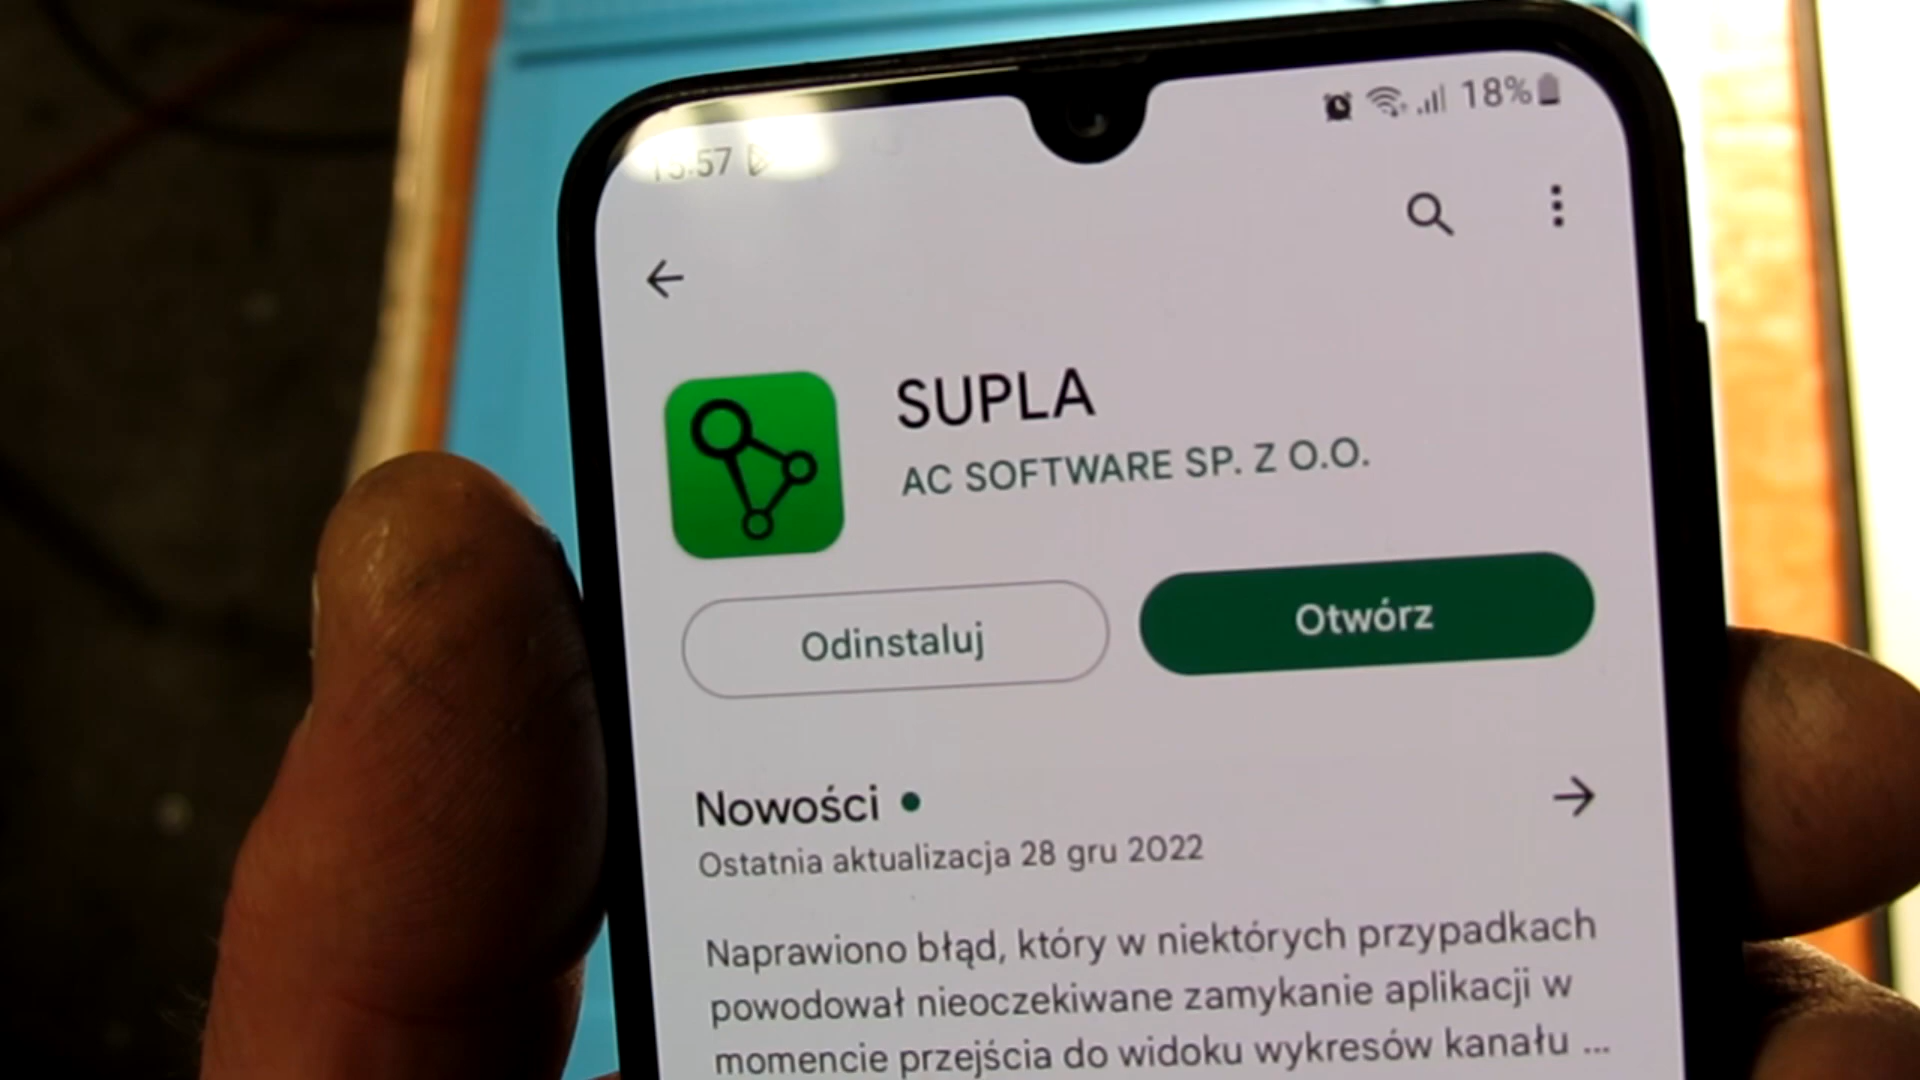 18%
SUPLA
AC SOFTWARE SP. Z O.O.
Odinstaluj
Otwórz
Nowości
Ostatnia aktualizacja 28 gru 2022
Naprawiono błąd, który w niektórych przypadkach
powodował nieoczekiwane zamykanie aplikacji w
momencie przejścia do widoku wykresów kanału ...